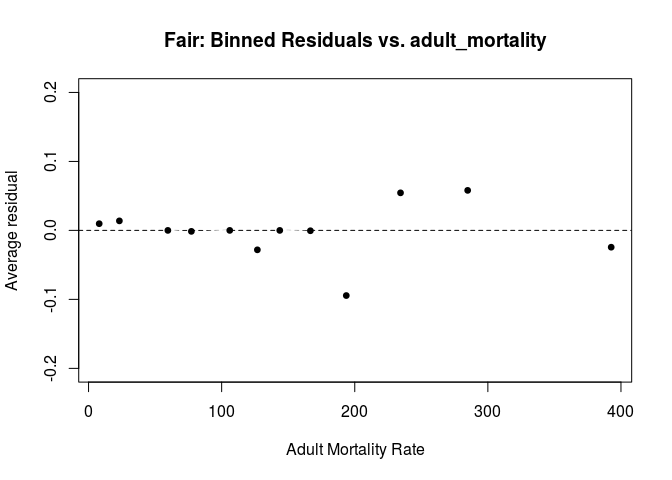 Fair: Binned Residuals vs. adult_mortality
0.2
0.1
0.0
-0.1
-0.2
Average residual
0 100 200 300 400
Adult Mortality Rate